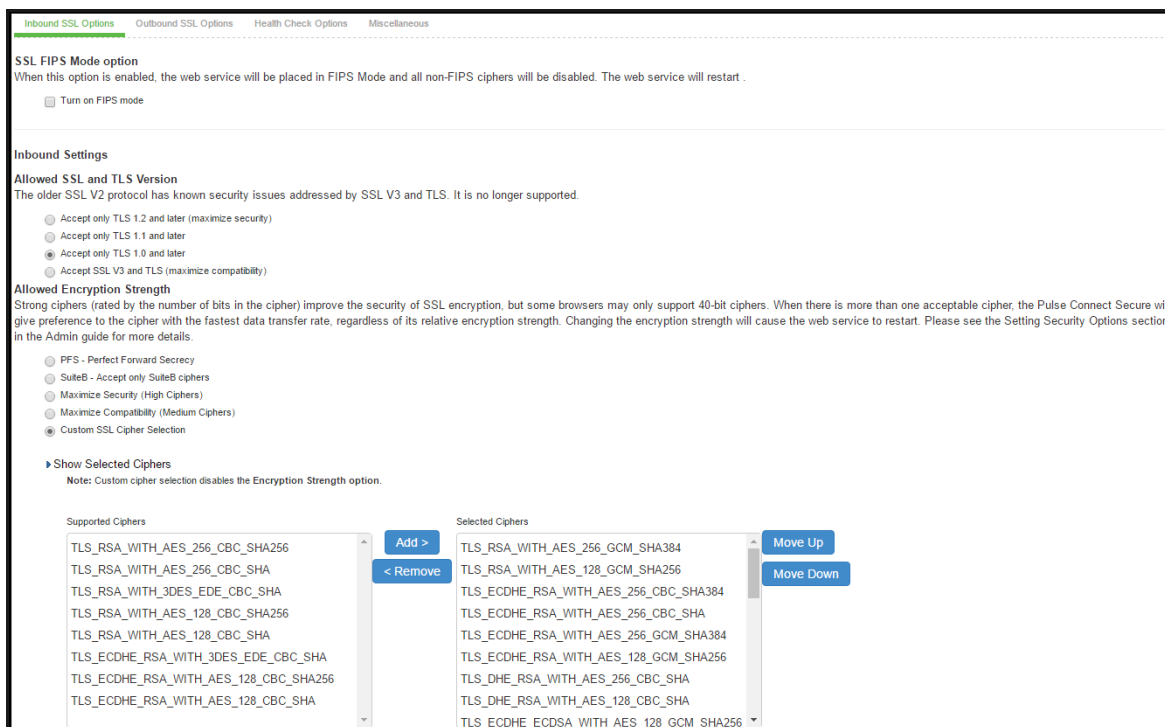 Inbound SSL Options Outbound SSL Options Health Check Options Miscellaneous
SSL FIPS Mode option
When this option is enabled, the web service will be placed in FIPS Mode and all non-FIPS ciphers will be disabled. The web service will restart .
Turn on FIPS mode
Inbound Settings
Allowed SSL and TLS Version
The older SSL V2 protocol has known security issues addressed by SSL V3 and TLS. It is no longer supported.
Accept only TLS 1.2 and later (maximize security)
Accept only TLS 1.1 and later
Accept only TLS 1.0 and later
Accept SSL V3 and TLS (maximize compatibility)
Allowed Encryption Strength
Strong ciphers (rated by the number of bits in the cipher) improve the security of SSL encryption, but some browsers may only support 40-bit ciphers. When there is more than one acceptable cipher, the Pulse Connect Secure wi
give preference to the cipher with the fastest data transfer rate, regardless of its relative encryption strength. Changing the encryption strength will cause the web service to restart. Please see the Setting Security Options section
in the Admin guide for more details.
PFS - Perfect Forward Secrecy
SuiteB - Accept only SuiteB ciphers
Maximize Security (High Ciphers)
Maximize Compatibility (Medium Ciphers)
Custom SSL Cipher Selection
Show Selected Ciphers
Note: Custom cipher selection disables the Encryption Strength option.
Supported Ciphers
TLS_RSA_WITH_AES_256_CBC_SHA256
TLS_RSA_WITH_AES_256_CBC_SHA
TLS_RSA_WITH_3DES_EDE_CBC_SHA
TLS_RSA_WITH_AES_128_CBC_SHA256
TLS_RSA_WITH_AES_128_CBC_SHA
TLS_ECDHE_RSA_WITH_3DES_EDE_CBC_SHA
TLS_ECDHE_RSA_WITH_AES_128_CBC_SHA256
TLS_ECDHE_RSA_WITH_AES_128_CBC_SHA
Add >
< Remove
Selected Ciphers
TLS_RSA_WITH_AES_256_GCM_SHA384
TLS_RSA_WITH_AES_128_GCM_SHA256
TLS_ECDHE_RSA_WITH_AES_256_CBC_SHA384
TLS_ECDHE_RSA_WITH_AES_256_CBC_SHA
TLS_ECDHE_RSA_WITH_AES_256_GCM_SHA384
TLS_ECDHE_RSA_WITH_AES_128_GCM_SHA256
TLS_DHE_RSA_WITH_AES_256_CBC_SHA
TLS_DHE_RSA_WITH_AES_128_CBC_SHA
TLS_ECDHE_ECDSA_WITH_AES_128_GCM_SHA256
Move Up
Move Down